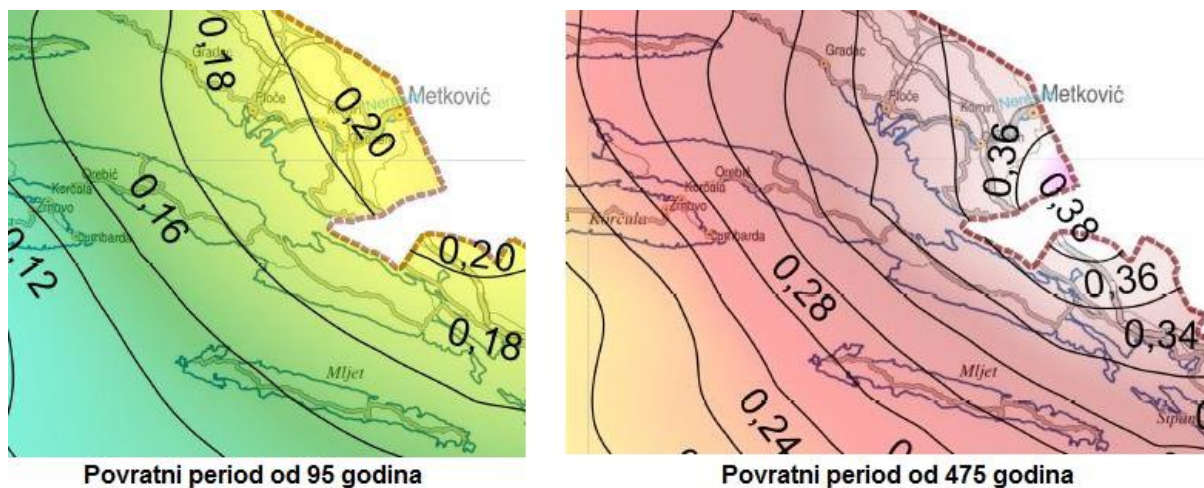 0,18
Gradac
Ploče
0,20
Metković
Orebić
Korčula
Žrnovo
Lumbarda
0,16
0,12
0,20
0,18
Mljet
Povratni period od 95 godina
Gradac
Ploče
Komin
Metković
0,36
0,38
Orebić
Korčula
Žrnovo
Korčula
Lumbarda
0,36
0,28
0,34
Mljet
0,24
Šipan
Povratni period od 475 godina